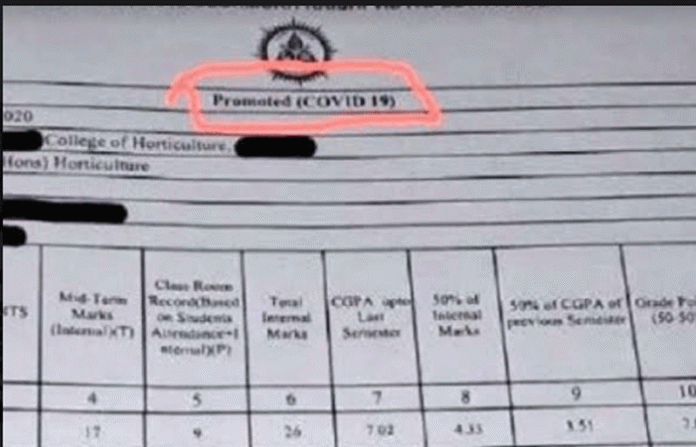 Promoted (COVID 19)
020
College of Horticulture,
Hons) Horticulture
NTS
Mid-Term
Marks
(Internal)(T)
Class Room
Record(Based
on Students
Attendance+I
nternal)(P)
Total
Internal
Marks
CGPA upto
Last
Semester
50% of
Internal
Marks
50% of CGPA of
previous Semester
Grade P
(50-50
4 5 6 7 8 9 10
17 9 26 7.02 4.33 3.51